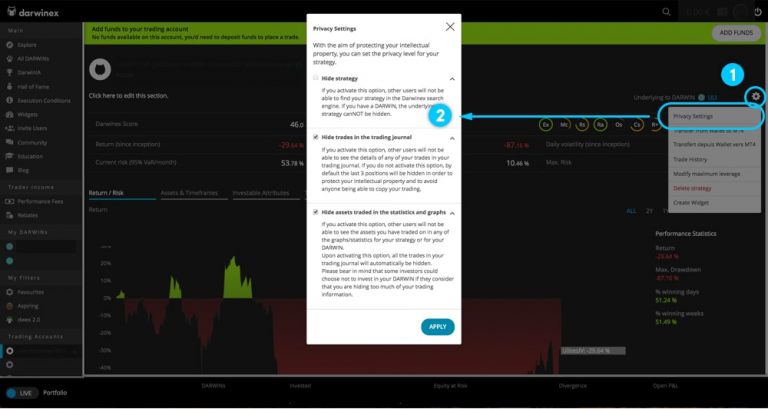 darwinex
0.00 €
Main
Explore
All DARWINs
DarwinIA
Hall of Fame
Execution Conditions
Widgets
Invite Users
Community
Education
Blog
Trader Income
Performance Fees
Rebates
My DARWINs
My Filters
Favourites
Aspiring
dwex 2.0
Trading Accounts
LIVE
Portfolio
Add funds to your trading account
No funds available on this account, you'd need to deposit funds to place a trade.
ADD FUNDS
Click here to edit this section.
Underlying to DARWIN
ULI
Darwinex Score
46.0
Ex
Mc
Rs
Ra
Os
Cs
R+
Return (since inception)
-29.64 %
-87.16 %
Daily volatility (since inception)
Current risk (95% VaR/month)
53.78 %
10.46 %
Max. Risk
Return / Risk
Assets & Timeframes
Investable Attributes
Return
ALL
2Y
1Y
20%
10%
0%
-10%
-20%
-30%
-40%
UlisesIV: -29.64 %
Performance Statistics
Return
-29.64 %
Max. Drawdown
-87.16 %
% winning days
51.24 %
% winning weeks
51.49 %
1
Privacy Settings
Transfer from Wallet to MT4
Transfert depuis Wallet vers MT4
Trade History
Modify maximum leverage
Delete strategy
Create Widget
2
Privacy Settings
With the aim of protecting your intellectual
property, you can set the privacy level for your
strategy.
Hide strategy
If you activate this option, other users will not be
able to find your strategy in the Darwinex search
engine. If you have a DARWIN, the underlying
strategy canNOT be hidden.
Hide trades in the trading journal
If you activate this option, other users will not be
able to see the details of any of your trades in your
trading journal. If you do not activate this option, by
default the last 3 positions will be hidden in order to
protect your intellectual property and to avoid
anyone being able to copy your trading.
Hide assets traded in the statistics and graphs
If you activate this option, other users will not be
able to see the assets you have traded on in any of
the graphs/statistics for your strategy or for your
DARWIN.
Upon activating this option, all the trades in your
trading journal will automatically be hidden.
Please bear in mind that some investors could
choose not to invest in your DARWIN if they consider
that you are hiding too much of your trading
information.
APPLY
DARWINs
Invested
Equity at Risk
Divergence
Open P&L